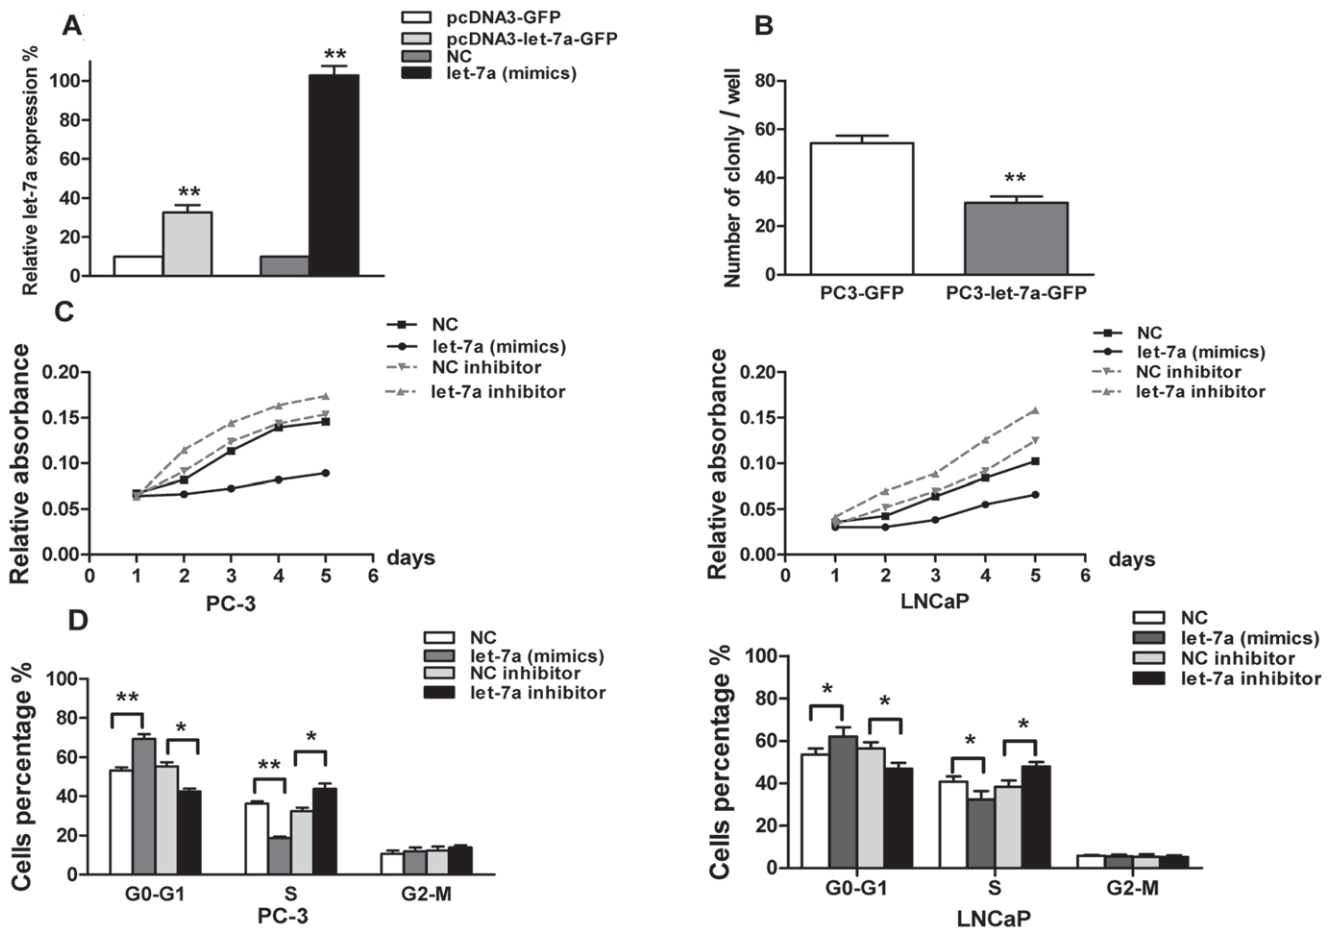 A
pcDNA3-GFP
pcDNA3-let-7a-GFP
NC
let-7a (mimics)
Relative let-7a expression %
100
80
60
40
20
0
**
**
B
Number of clonly / well
80
60
40
20
0
**
PC3-GFP
PC3-let-7a-GFP
C
NC
let-7a (mimics)
NC inhibitor
let-7a inhibitor
Relative absorbance
0.20
0.15
0.10
0.05
0.00
0 1 2 3 4 5 6
days
PC-3
NC
let-7a (mimics)
NC inhibitor
let-7a inhibitor
Relative absorbance
0.20
0.15
0.10
0.05
0.00
0 1 2 3 4 5 6
days
LNCaP
D
NC
let-7a (mimics)
NC inhibitor
let-7a inhibitor
Cells percentage %
100
80
60
40
20
0
**
*
**
*
G0-G1 S G2-M
PC-3
NC
let-7a (mimics)
NC inhibitor
let-7a inhibitor
Cells percentage %
100
80
60
40
20
0
*
*
*
*
G0-G1 S G2-M
LNCaP